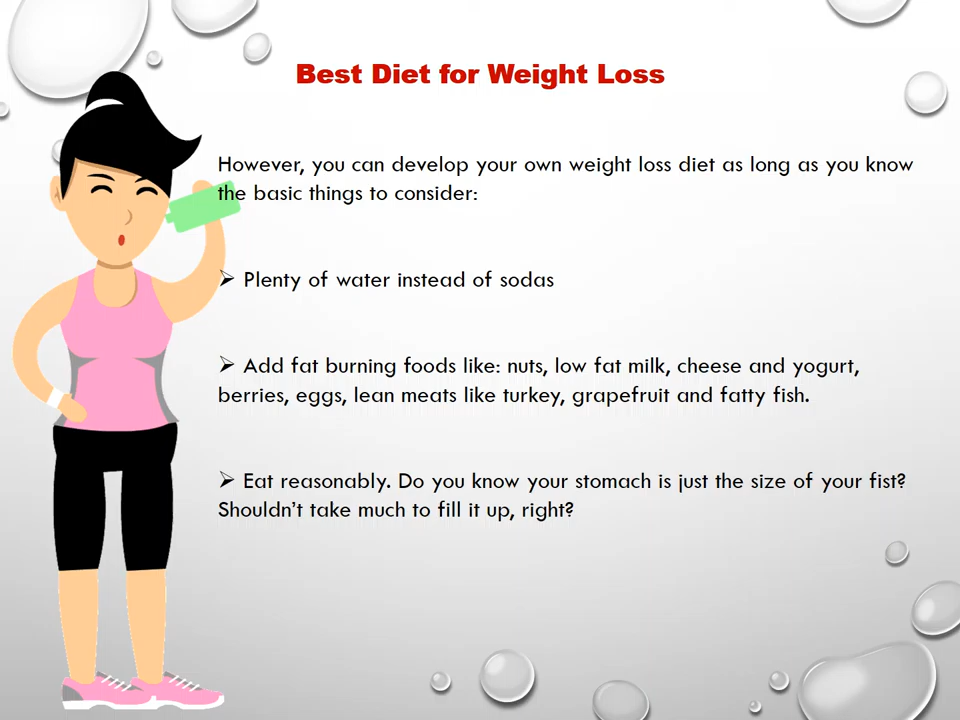 Best Diet for Weight Loss
However, you can develop your own weight loss diet as long as you know
the basic things to consider:
➢ Plenty of water instead of sodas
➢ Add fat burning foods like: nuts, low fat milk, cheese and yogurt,
berries, eggs, lean meats like turkey, grapefruit and fatty fish.
➢ Eat reasonably. Do you know your stomach is just the size of your fist?
Shouldn’t take much to fill it up, right?